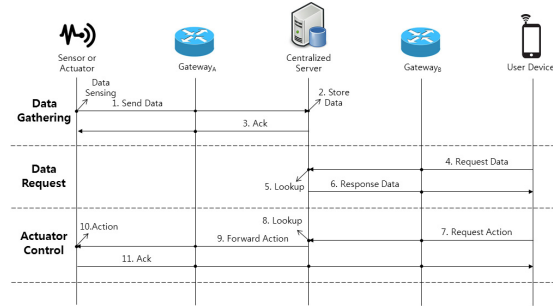 Sensor or
Actuator
Gateway_A
Centralized
Server
Gateway_B
User Device
Data
Sensing
Data
Gathering
1. Send Data
2. Store
Data
3. Ack
Data
Request
4. Request Data
5. Lookup
6. Response Data
Actuator
Control
7. Request Action
8. Lookup
9. Forward Action
10.Action
11. Ack